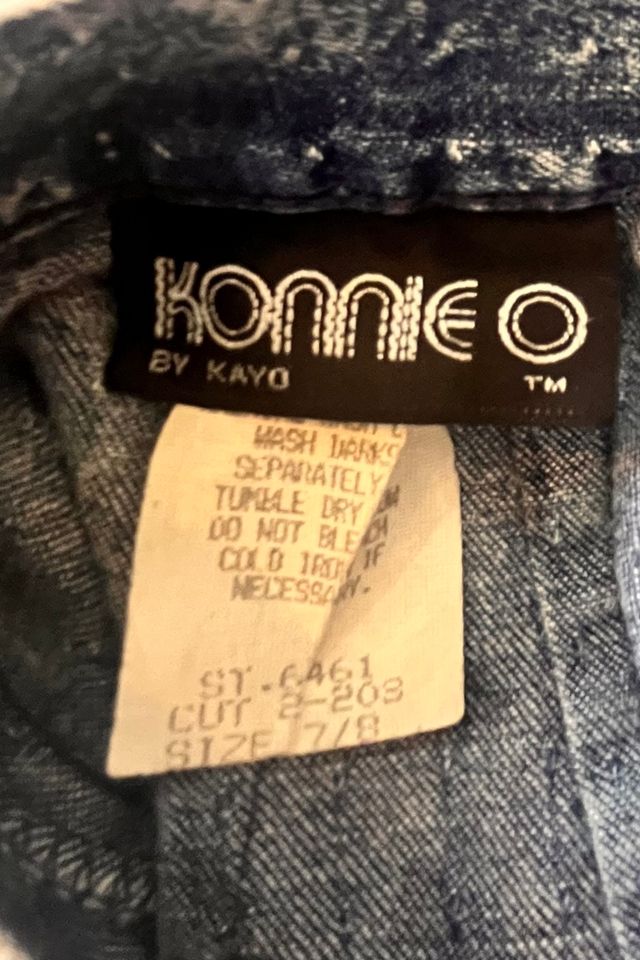 KONNIE O
BY KAYO
TM
WASH DARKS
SEPARATELY
TUMBLE DRY
DO NOT BLEACH
COLD IRON IF
NECESSARY.
ST.6461
CUT 2-203
SIZE 7/8